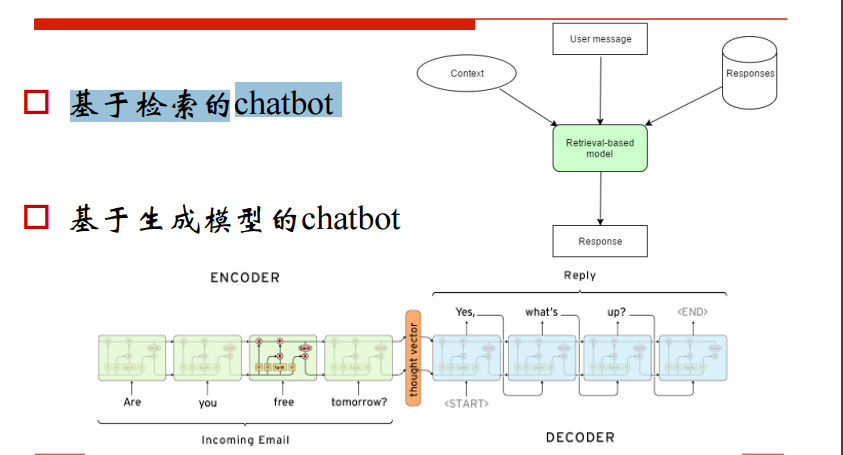 User message
Context
Responses
基于检索的chatbot
Retrieval-based
model
基于生成模型的chatbot
Response
ENCODER
Reply
Yes, what's up? <END>
tanh
thought vector
Are you free tomorrow?
<START>
Incoming Email
DECODER